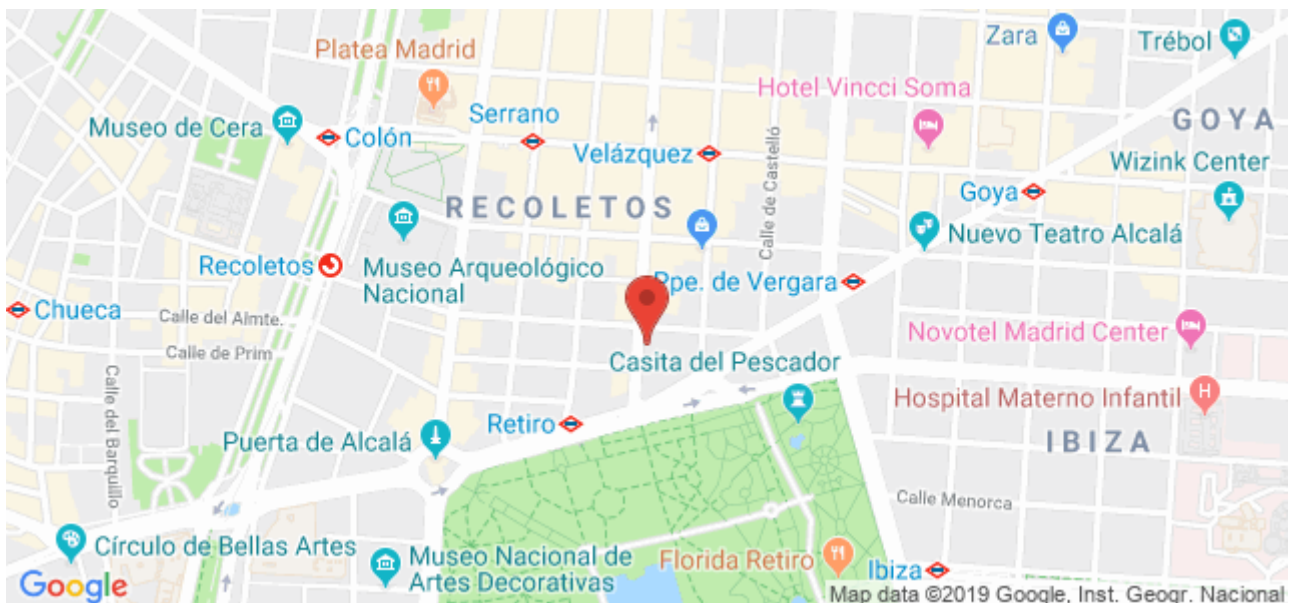 Platea Madrid
Zara
Trébol
Hotel Vincci Soma
Museo de Cera
Colón
Serrano
Velázquez
GOYA
Wizink Center
Calle de Castelló
Goya
RECOLETOS
Nuevo Teatro Alcalá
Recoletos
Museo Arqueológico
Nacional
Ppe. de Vergara
Chueca
Calle del Almte.
Calle de Prim
Novotel Madrid Center
Casita del Pescador
Calle del Barquillo
Hospital Materno Infantil
H
Retiro
Puerta de Alcalá
IBIZA
Calle Menorca
Círculo de Bellas Artes
Museo Nacional de
Artes Decorativas
Florida Retiro
Ibiza
Google
Map data ©2019 Google, Inst. Geogr. Nacional